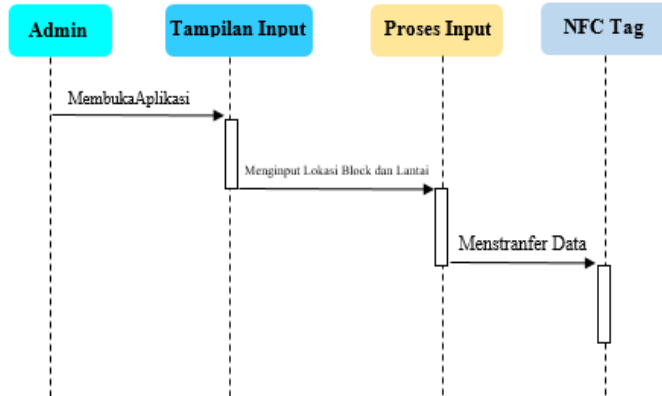 Admin
Tampilan Input
Proses Input
NFC Tag
MembukaAplikasi
Menginput Lokasi Block dan Lantai
Menstranfer Data